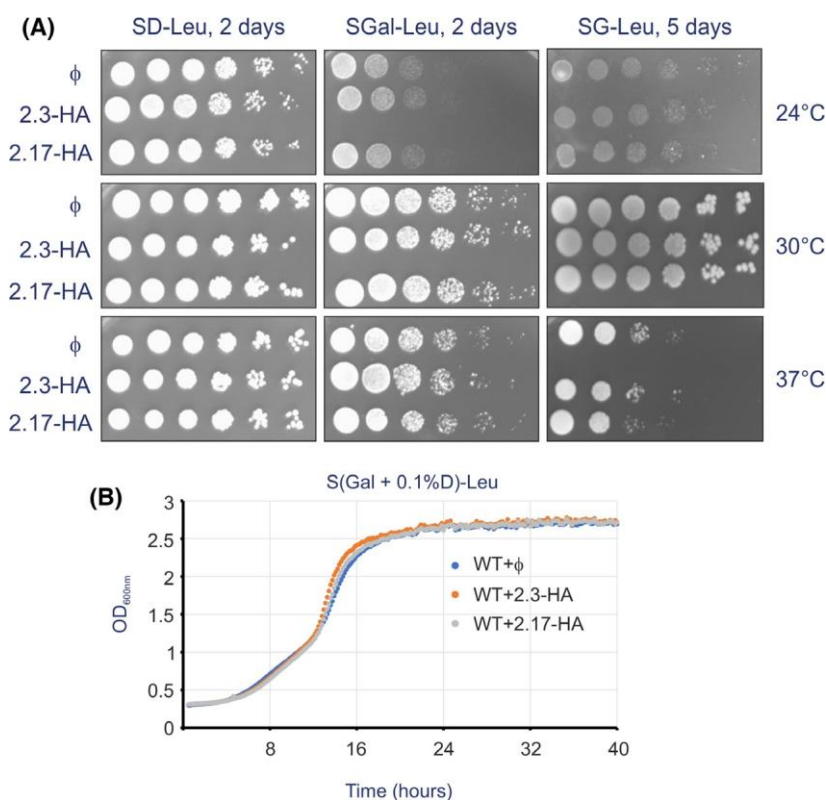 (A)
SD-Leu, 2 days SGal-Leu, 2 days SG-Leu, 5 days
ϕ
2.3-HA
2.17-HA
24°C
ϕ
2.3-HA
2.17-HA
30°C
ϕ
2.3-HA
2.17-HA
37°C
(B)
S(Gal + 0.1%D)-Leu
3
2.5
2
1.5
1
0.5
0
OD600nm
WT+ϕ
WT+2.3-HA
WT+2.17-HA
8 16 24 32 40
Time (hours)